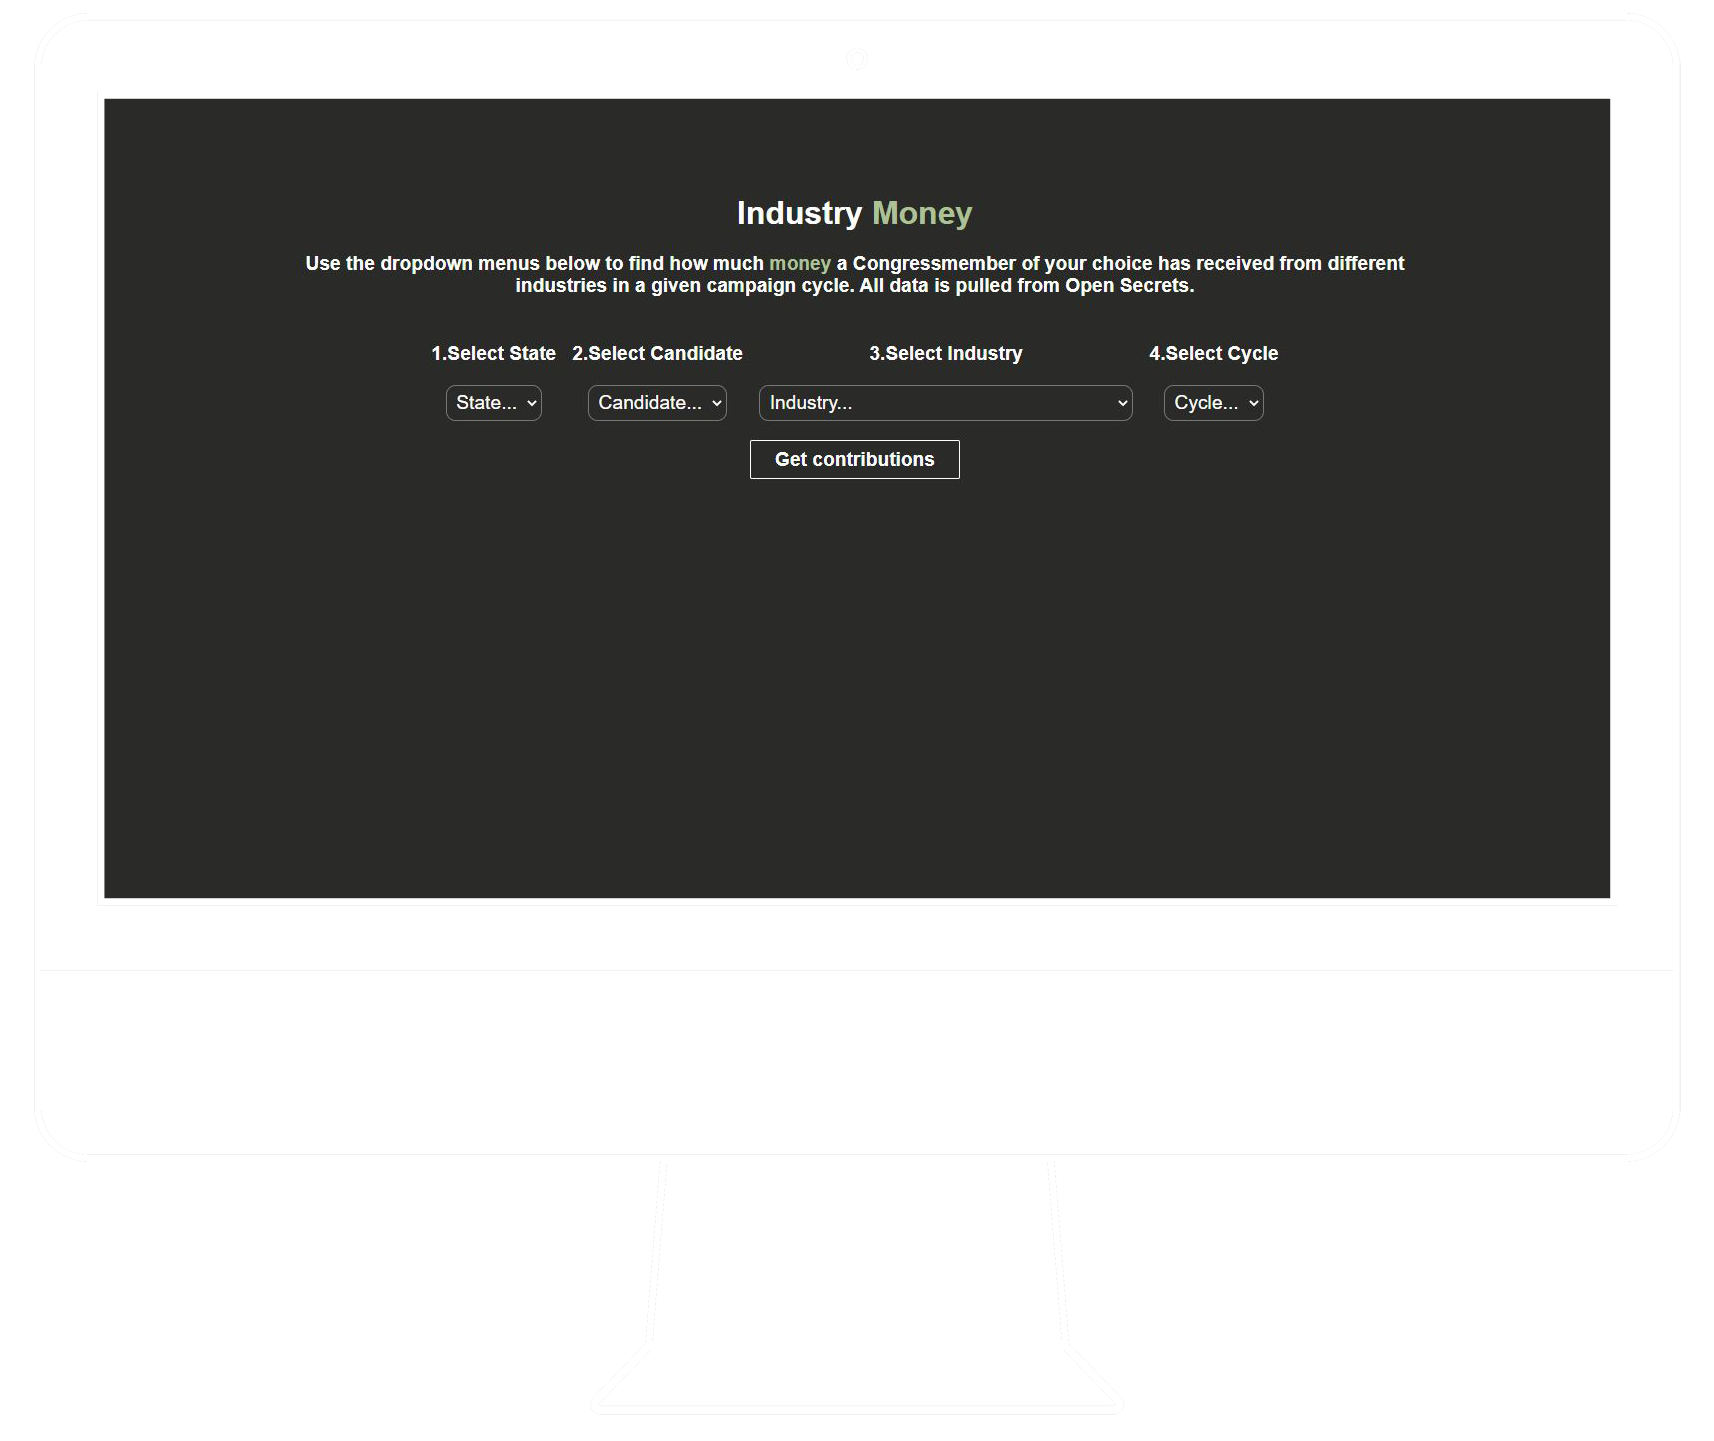 Industry Money
Use the dropdown menus below to find how much money a Congressmember of your choice has received from different
industries in a given campaign cycle. All data is pulled from Open Secrets.
1.Select State 2.Select Candidate 3.Select Industry 4.Select Cycle
State... Candidate... Industry... Cycle...
Get contributions